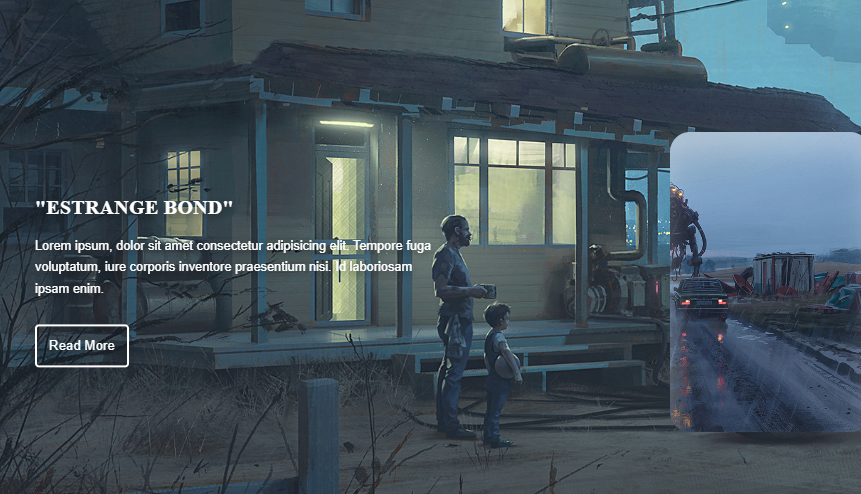 "ESTRANGE BOND"
Lorem ipsum, dolor sit amet consectetur adipisicing elit. Tempore fuga
voluptatum, iure corporis inventore praesentium nisi. Id laboriosam
ipsam enim.
Read More